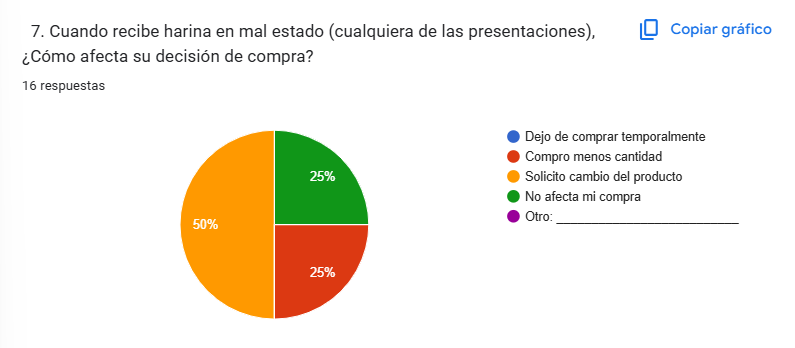 7. Cuando recibe harina en mal estado (cualquiera de las presentaciones),
¿Cómo afecta su decisión de compra?
Copiar gráfico
16 respuestas
25%
50%
25%
Dejo de comprar temporalmente
Compro menos cantidad
Solicito cambio del producto
No afecta mi compra
Otro: ____________________________